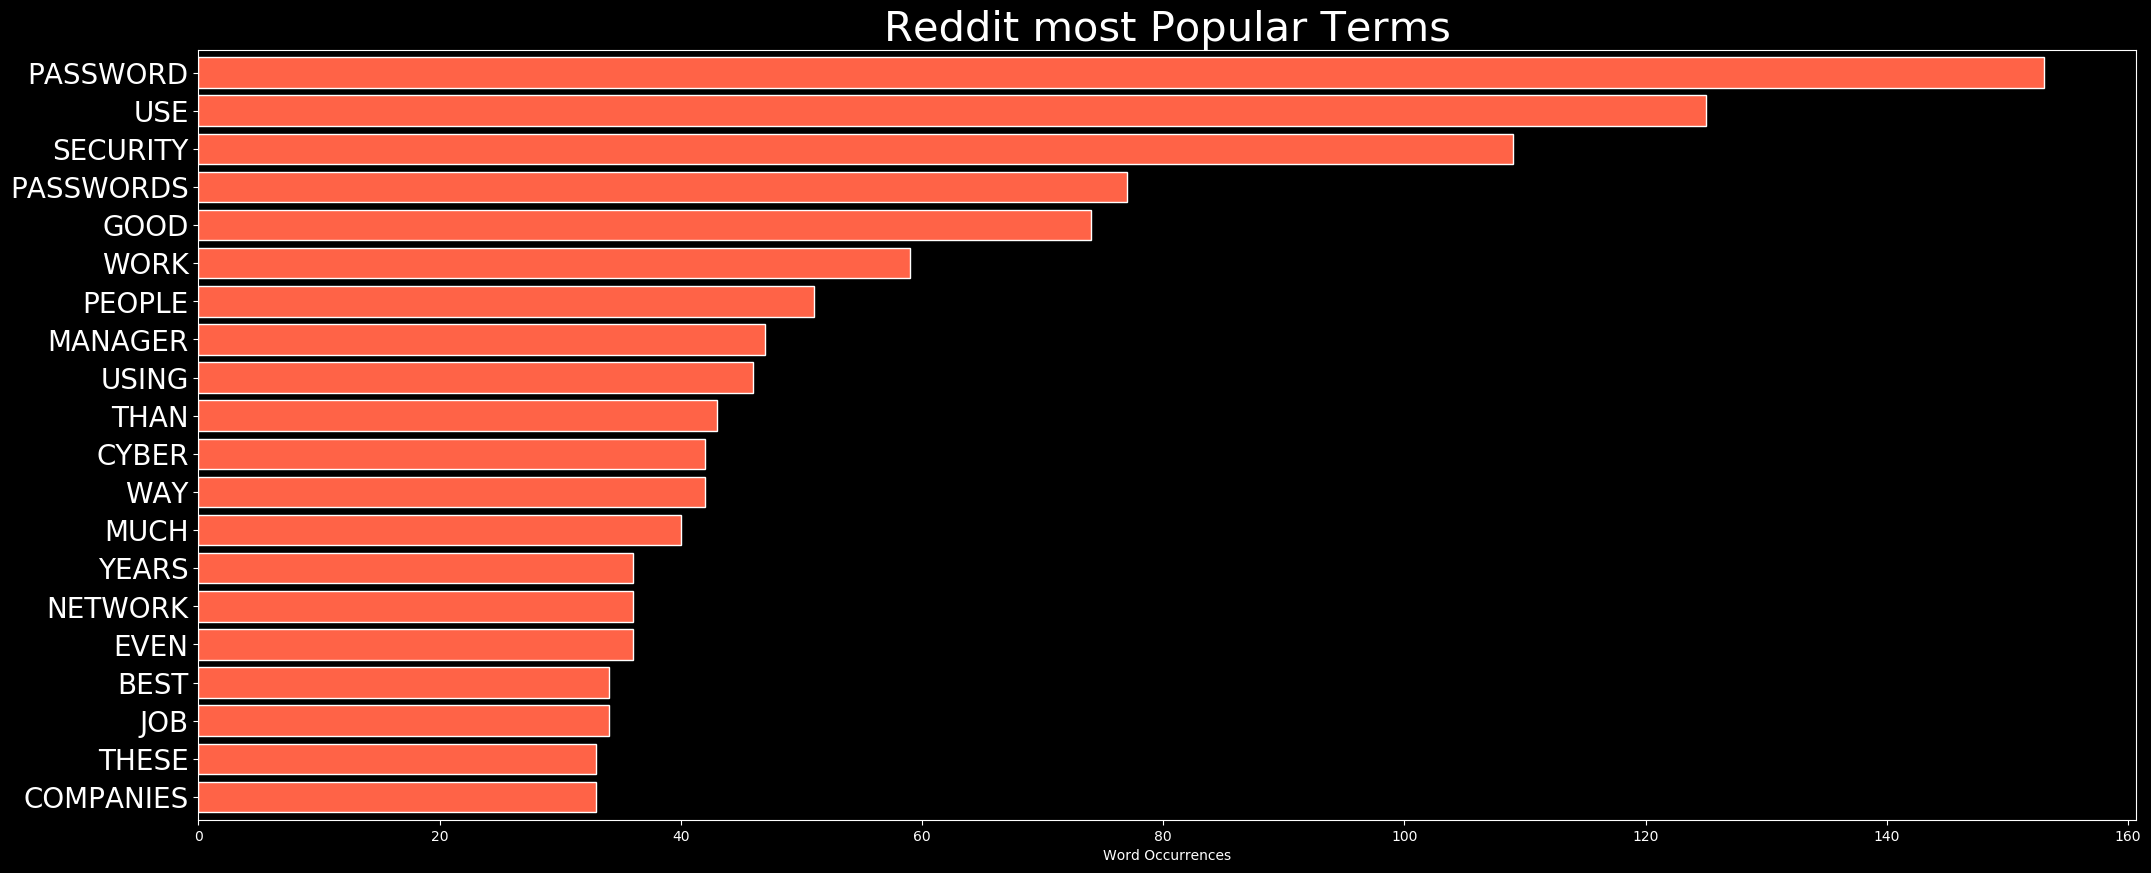 Reddit most Popular Terms
PASSWORD
USE
SECURITY
PASSWORDS
GOOD
WORK
PEOPLE
MANAGER
USING
THAN
CYBER
WAY
MUCH
YEARS
NETWORK
EVEN
BEST
JOB
THESE
COMPANIES
0 20 40 60 80 100 120 140 160
Word Occurrences